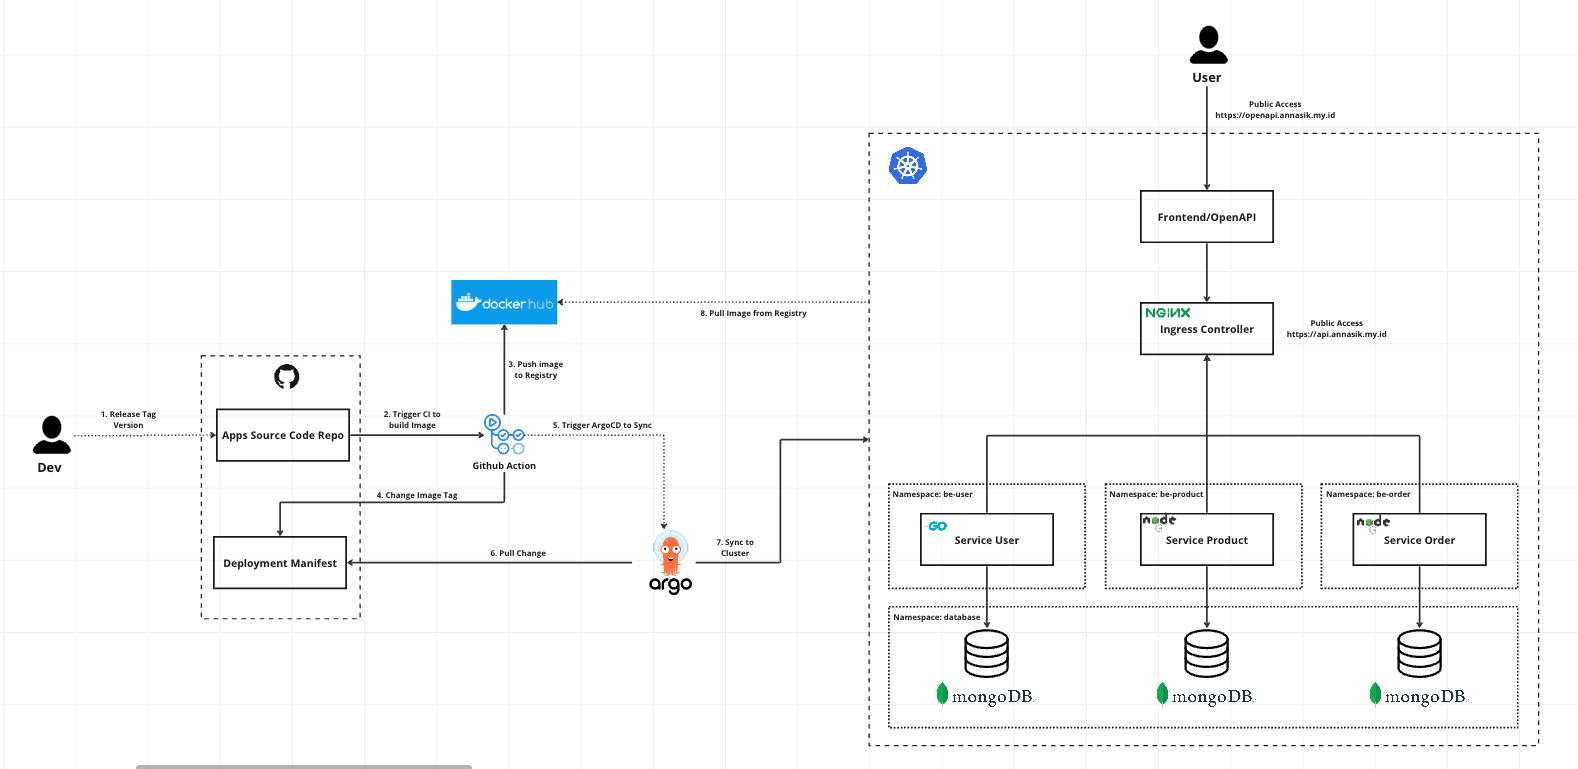 User
Public Access
https://openapi.annasik.my.id
Frontend/OpenAPI
NGINX
Ingress Controller
Public Access
https://api.annasik.my.id
dockerhub
8. Pull Image from Registry
3. Push image
to Registry
1. Release Tag
Version
Dev
Apps Source Code Repo
2. Trigger CI to
build Image
Github Action
5. Trigger ArgoCD to Sync
4. Change Image Tag
Deployment Manifest
6. Pull Change
argo
7. Sync to
Cluster
Namespace: be-user
GO
Service User
Namespace: be-product
node
Service Product
Namespace: be-order
node
Service Order
Namespace: database
mongoDB
mongoDB
mongoDB